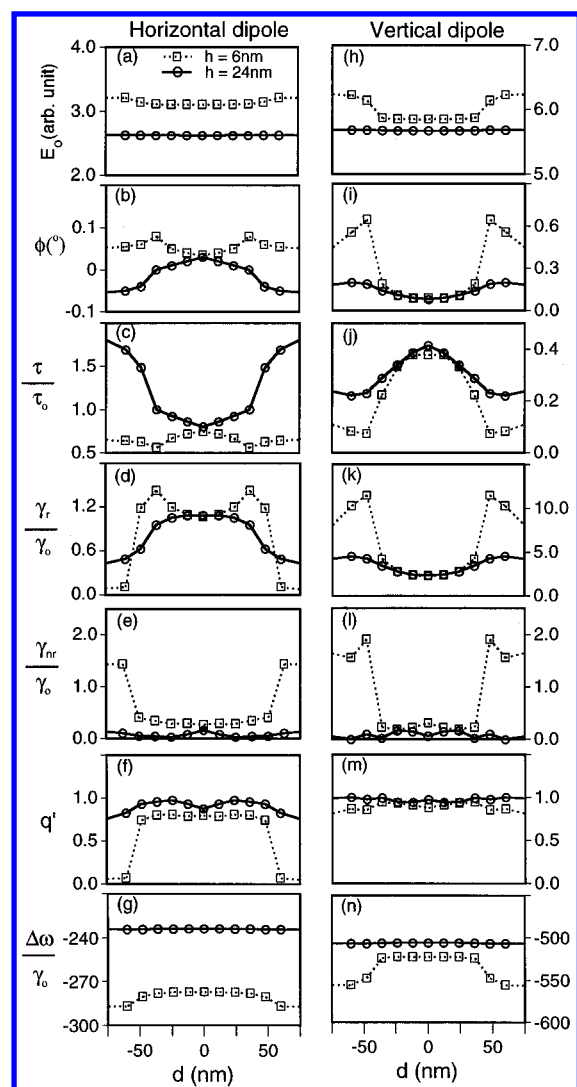 Horizontal dipole
Vertical dipole
(a)
h = 6nm
h = 24nm
4.0
3.0
2.0
E₀(arb. unit)
(h)
7.0
6.0
5.0
(b)
0.1
0
-0.1
ϕ(°)
(i)
0.6
0.3
0.0
(c)
1.5
1.0
0.5
τ
τ₀
(j)
0.4
0.2
0.0
(d)
1.2
0.6
0.0
γᵣ
γ₀
(k)
10.0
5.0
0.0
(e)
2.0
1.0
0.0
γₙᵣ
γ₀
(l)
2.0
1.0
0.0
(f)
1.0
0.5
0.0
qᵗ
(m)
1.0
0.5
0.0
(g)
-240
-270
-300
Δω
γ₀
(n)
-500
-550
-600
-50
0
50
-50
0
50
d (nm)
d (nm)